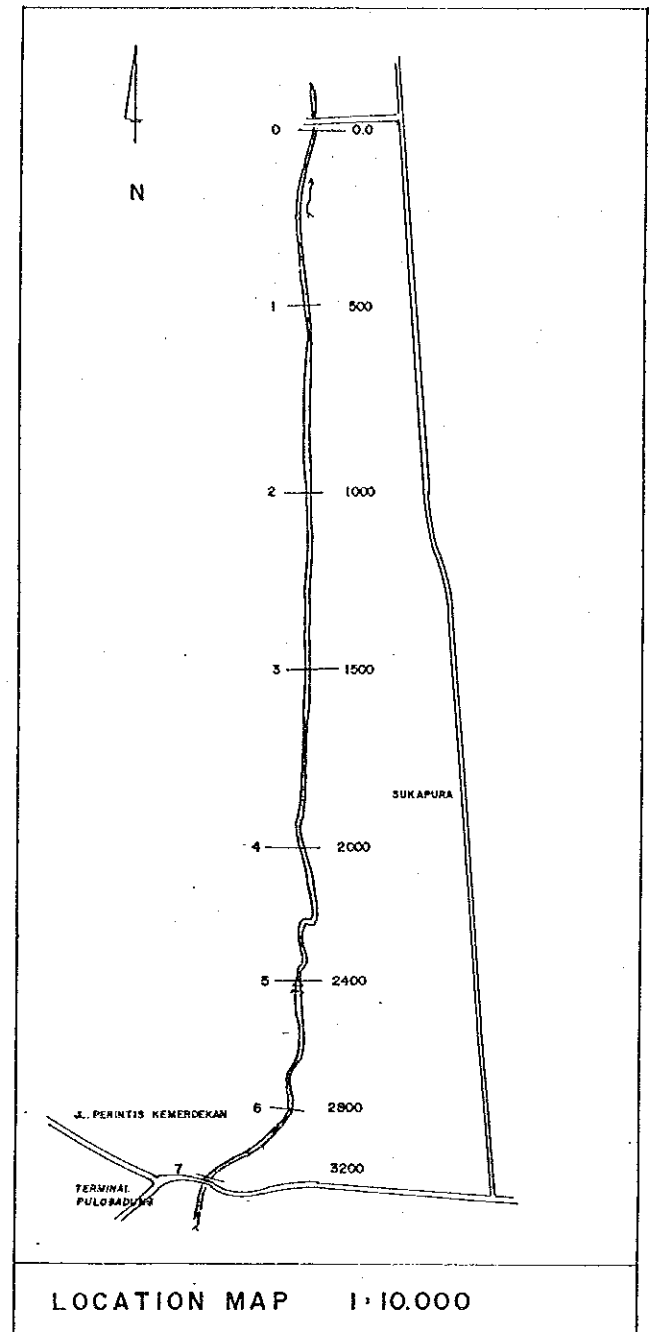 N
0 0.0
1 500
2 1000
3 1500
SUKAPURA
4 2000
5 2400
6 2800
JL. PERINTIS KEMERDEKAN
7 3200
TERMINAL
PULOGADUNG
LOCATION MAP 1:10.000